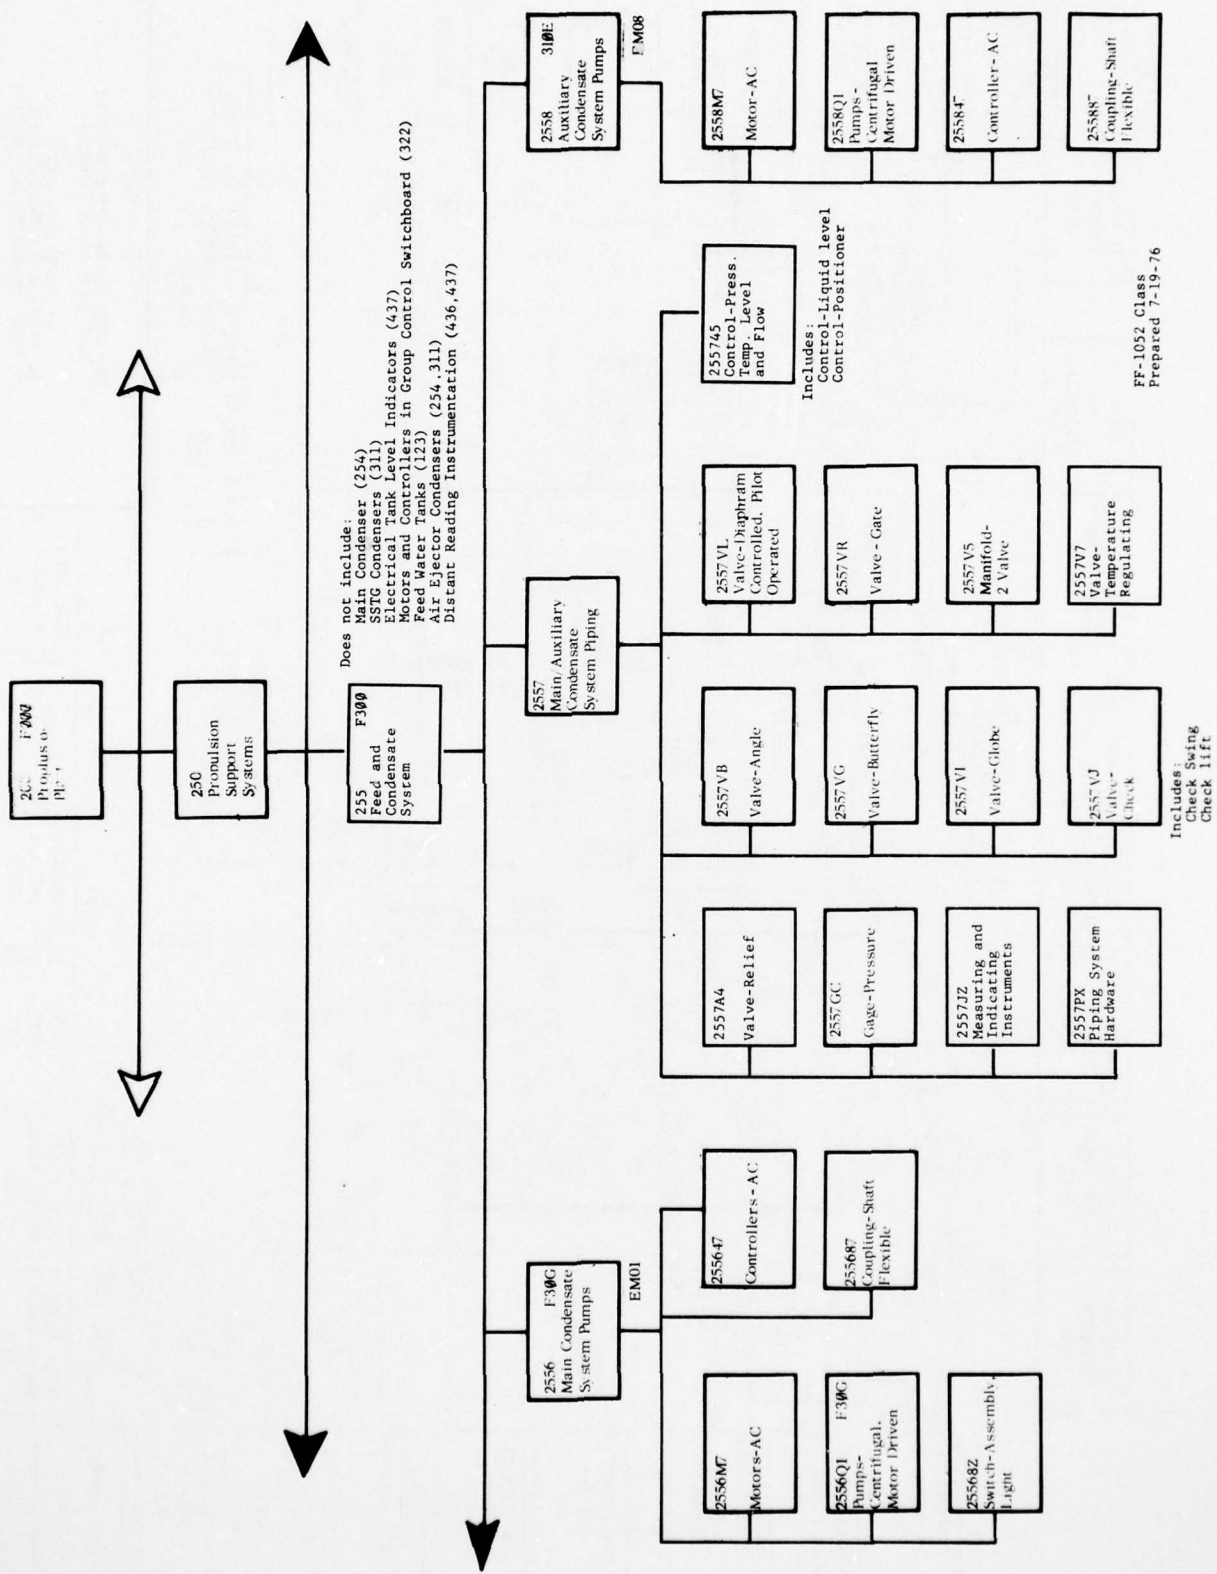 255 F300
Feed and
Condensate
System
250
Propulsion
Support
Systems
Does not include:
Main Condenser (254)
SSTG Condensers (311)
Electrical Tank Level Indicators (437)
Motors and Controllers in Group Control Switchboard (322)
Feed Water Tanks (123)
Air Ejector Condensers (254,311)
Distant Reading Instrumentation (436,437)
2556 F30G
Main Condensate
System Pumps
EM01
2557
Main/Auxiliary
Condensate
System Piping
2558 310E
Auxiliary
Condensate
System Pumps
EM08
2556M7
Motors-AC
2556Q1 F30G
Pumps-
Centrifugal,
Motor Driven
25568Z
Switch-Assembly,
Light
255647
Controllers-AC
255687
Coupling-Shaft
Flexible
2557A4
Valve-Relief
2557GC
Gage-Pressure
2557JZ
Measuring and
Indicating
Instruments
2557PX
Piping System
Hardware
2557VB
Valve-Angle
2557VG
Valve-Butterfly
2557VI
Valve-Globe
2557VJ
Valve-
Check
Includes:
Check Swing
Check lift
2557VL
Valve-Diaphram
Controlled, Pilot
Operated
2557VR
Valve-Gate
2557V5
Manifold-
2 Valve
2557V7
Valve-
Temperature
Regulating
255745
Control-Press.
Temp. Level
and Flow
Includes:
Control-Liquid level
Control-Positioner
2558M7
Motor-AC
2558Q1
Pumps-
Centrifugal
Motor Driven
Controller-AC
Coupling-Shaft
Flexible
FF-1052 Class
Prepared 7-19-76